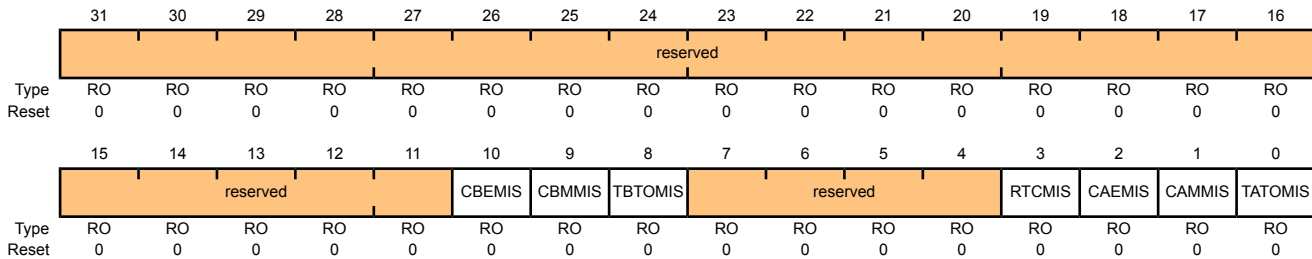 31 30 29 28 27 26 25 24 23 22 21 20 19 18 17 16
reserved
Type RO RO RO RO RO RO RO RO RO RO RO RO RO RO RO RO
Reset 0 0 0 0 0 0 0 0 0 0 0 0 0 0 0 0
15 14 13 12 11 10 9 8 7 6 5 4 3 2 1 0
reserved CBEMIS CBMMIS TBTOMIS reserved RTCMIS CAEMIS CAMMIS TATOMIS
Type RO RO RO RO RO RO RO RO RO RO RO RO RO RO RO RO
Reset 0 0 0 0 0 0 0 0 0 0 0 0 0 0 0 0